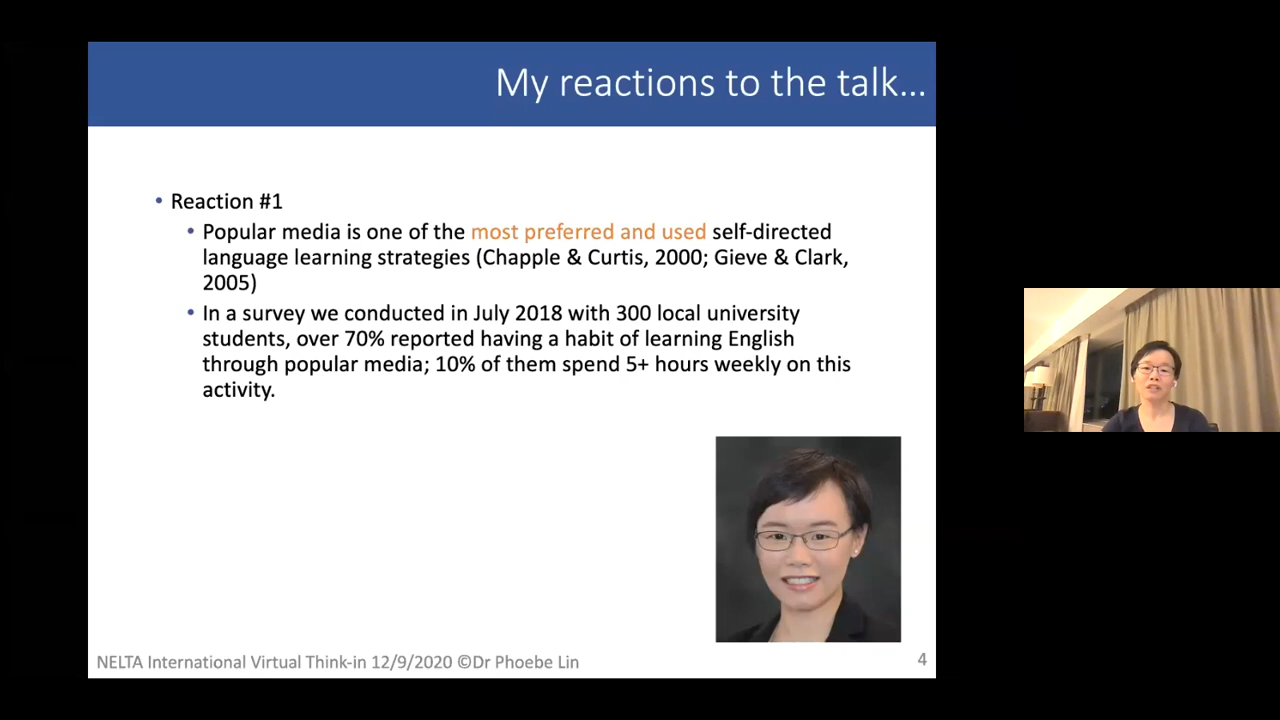 My reactions to the talk...
• Reaction #1
• Popular media is one of the most preferred and used self-directed
language learning strategies (Chapple & Curtis, 2000; Gieve & Clark,
2005)
• In a survey we conducted in July 2018 with 300 local university
students, over 70% reported having a habit of learning English
through popular media; 10% of them spend 5+ hours weekly on this
activity.
NELTA International Virtual Think-in 12/9/2020 ©Dr Phoebe Lin
4